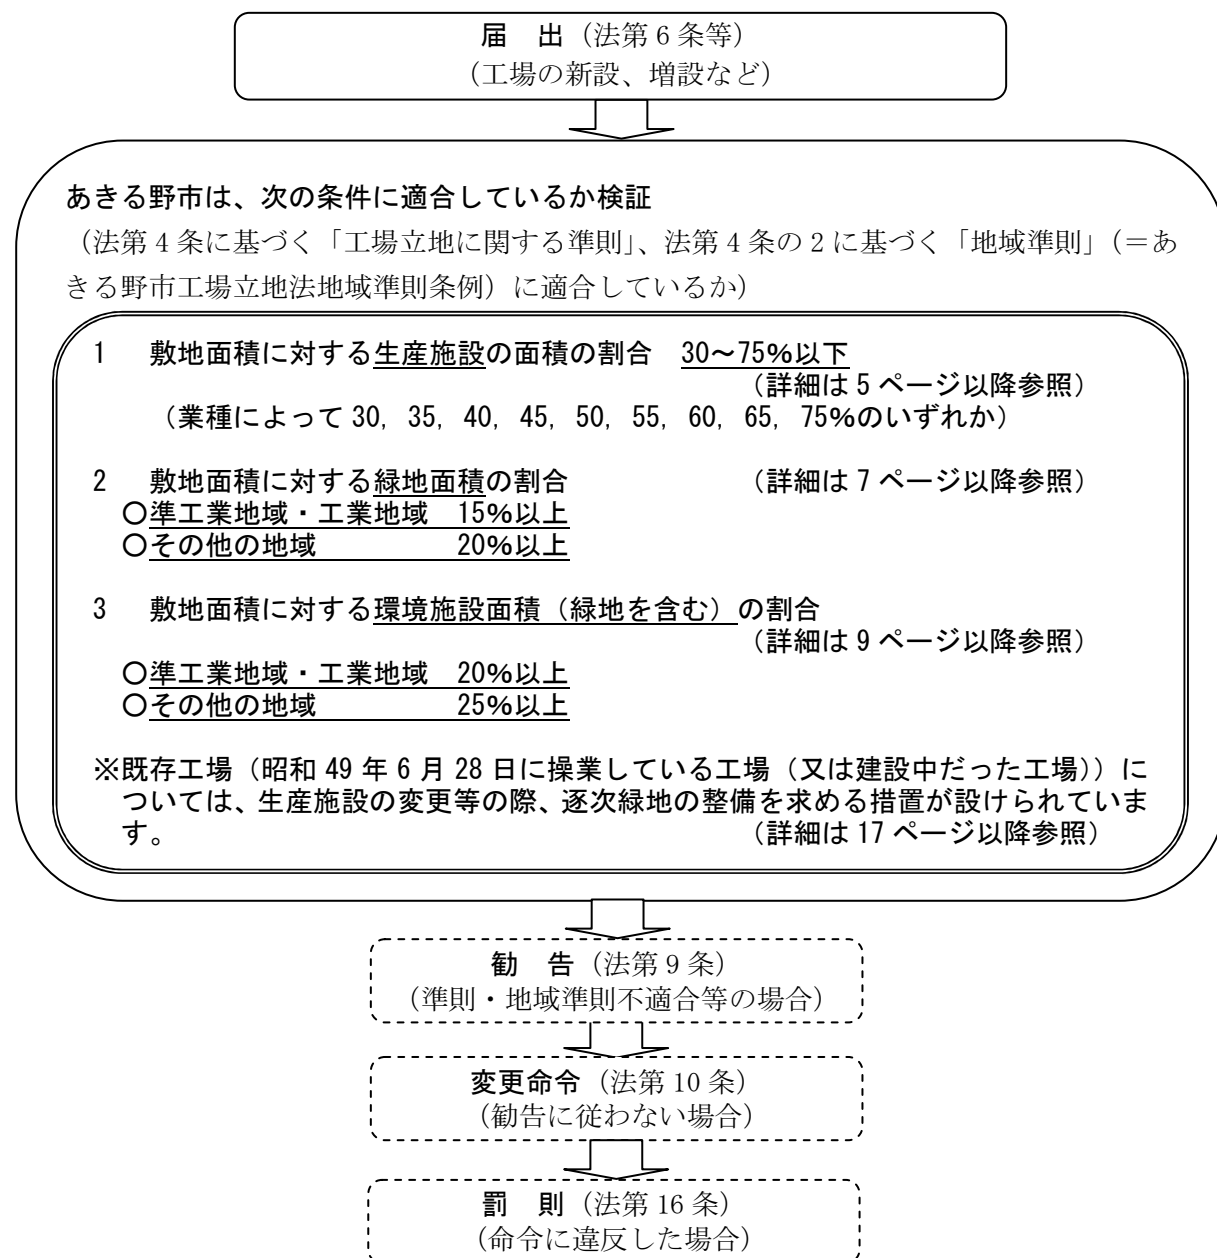 届　出（法第６条等）
（工場の新設、増設など）
あきる野市は、次の条件に適合しているか検証
（法第４条に基づく「工場立地に関する準則」、法第４条の２に基づく「地域準則」（＝あ
きる野市工場立地法地域準則条例）に適合しているか）
1　敷地面積に対する生産施設の面積の割合　30～75％以下
（詳細は 5 ページ以降参照）
（業種によって 30, 35, 40, 45, 50, 55, 60, 65, 75％のいずれか）
2　敷地面積に対する緑地面積の割合　（詳細は 7 ページ以降参照）
○準工業地域・工業地域　15％以上
○その他の地域　20％以上
3　敷地面積に対する環境施設面積（緑地を含む）の割合
（詳細は 9 ページ以降参照）
○準工業地域・工業地域　20％以上
○その他の地域　25％以上
※既存工場（昭和 49 年 6 月 28 日に操業している工場（又は建設中だった工場））に
ついては、生産施設の変更等の際、逐次緑地の整備を求める措置が設けられていま
す。　（詳細は 17 ページ以降参照）
勧　告（法第９条）
（準則・地域準則不適合等の場合）
変更命令（法第 10 条）
（勧告に従わない場合）
罰　則（法第 16 条）
（命令に違反した場合）